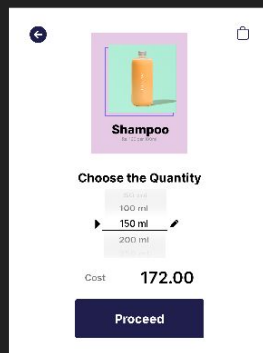 Shampoo
Choose the Quantity
100 ml
150 ml
200 ml
Cost
172.00
Proceed